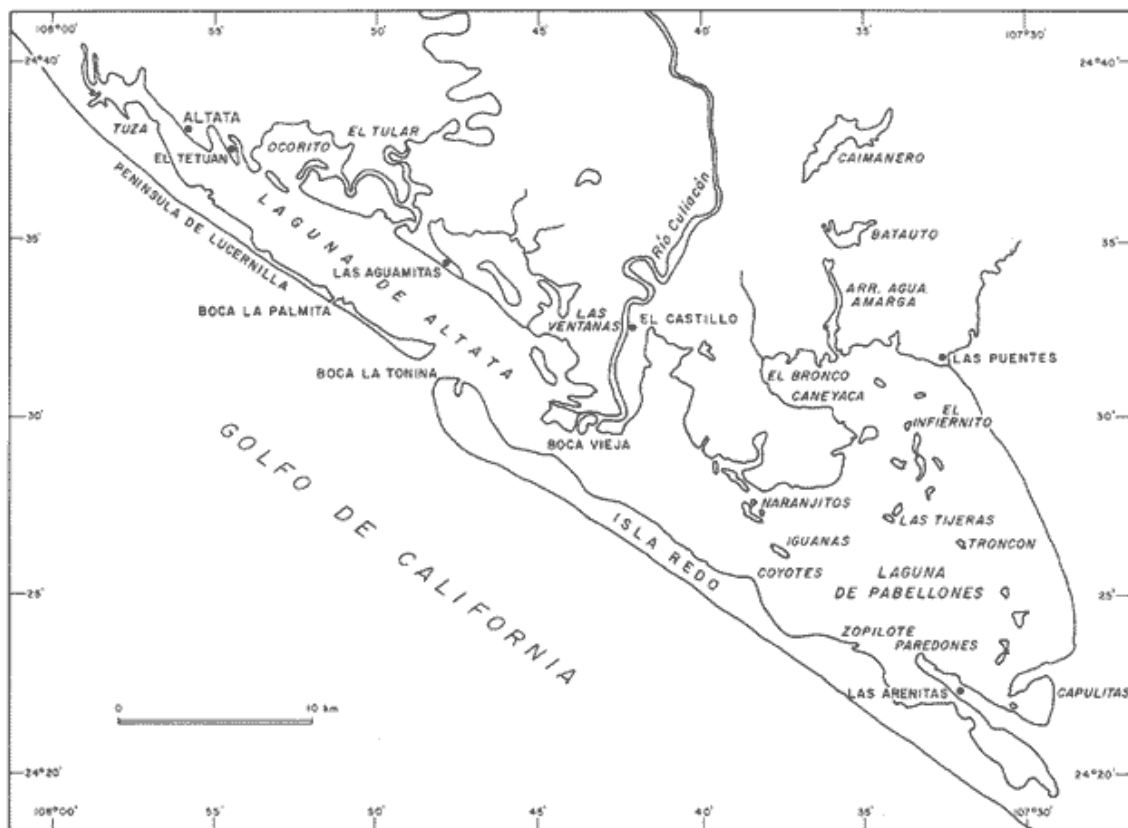 108°00' 55' 50' 45' 40' 35' 107°30'
24°40' 24°40'
ALTATA
TUZA
EL TULAR
OCORITO
EL TETUAN
CAIMANERO
PENINSULA DE LUCERNILLA
LAGUNA DE ALTATA
Río Culiacán
35' 35'
BATAUTO
LAS AGUAMITAS
ARR. AGUA
AMARGA
BOCA LA PALMITA
LAS
VENTANAS
EL CASTILLO
LAS PUENTES
BOCA LA TONINA
EL BRONCO
CANEYACA
30' 30'
EL
INFIERNITO
BOCA VIEJA
GOLFO DE CALIFORNIA
NARANJITOS
LAS TIJERAS
ISLA REDO
IGUANAS
TRONCON
COYOTES
LAGUNA
DE PABELLONES
25' 25'
ZOPILOTE
PAREDONES
LAS ARENITAS
CAPULITAS
0 10 km
24°20' 24°20'
108°00' 55' 50' 45' 40' 35' 107°30'